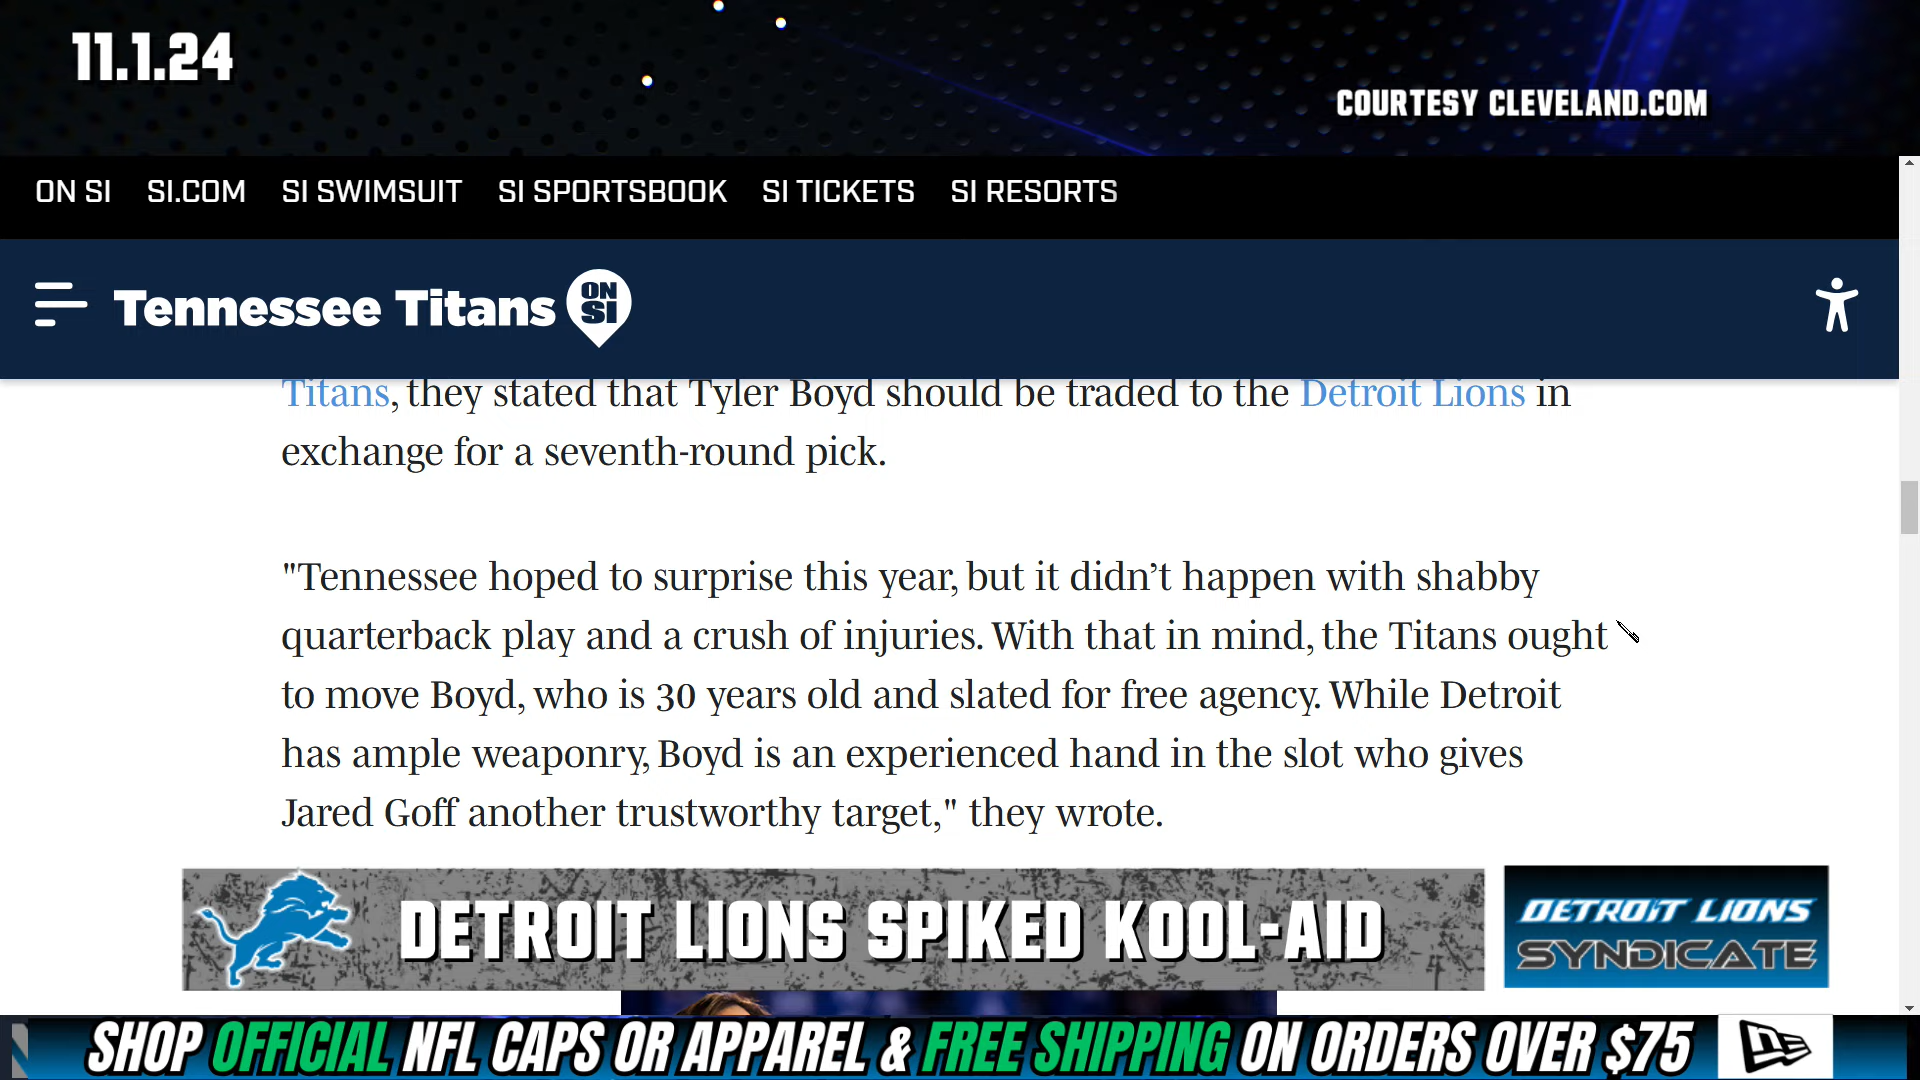 11.1.24
COURTESY CLEVELAND.COM
ON SI SI.COM SI SWIMSUIT SI SPORTSBOOK SI TICKETS SI RESORTS
Tennessee Titans ON SI
Titans, they stated that Tyler Boyd should be traded to the Detroit Lions in
exchange for a seventh-round pick.
"Tennessee hoped to surprise this year, but it didn’t happen with shabby
quarterback play and a crush of injuries. With that in mind, the Titans ought
to move Boyd, who is 30 years old and slated for free agency. While Detroit
has ample weaponry, Boyd is an experienced hand in the slot who gives
Jared Goff another trustworthy target," they wrote.
DETROIT LIONS SPIKED KOOL-AID
DETROIT LIONS
SYNDICATE
SHOP OFFICIAL NFL CAPS OR APPAREL & FREE SHIPPING ON ORDERS OVER $75